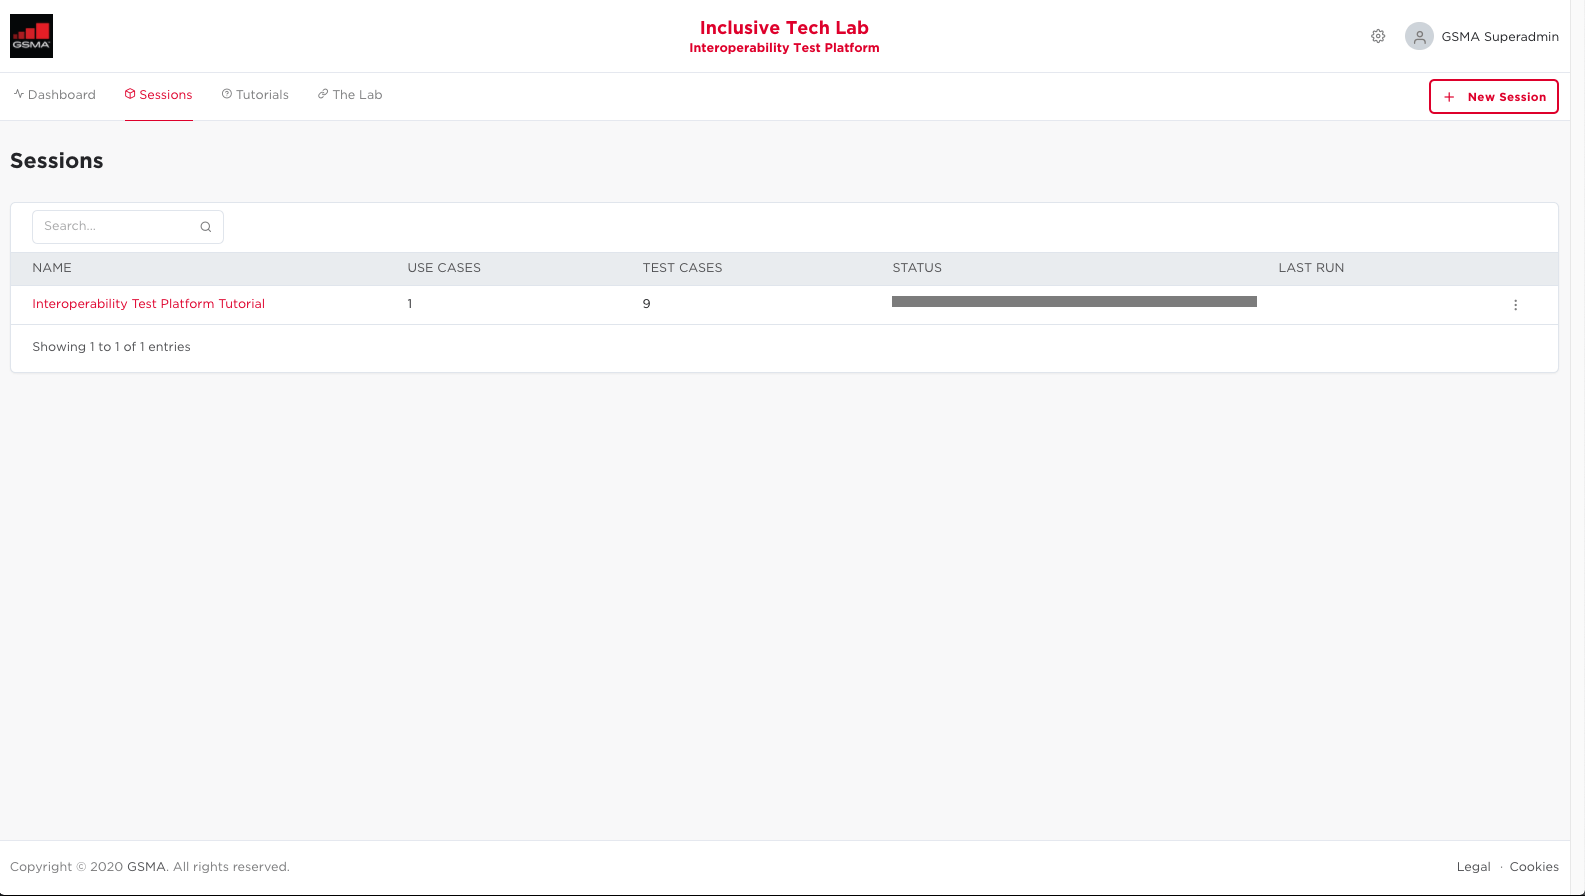 GSMA
Inclusive Tech Lab
Interoperability Test Platform
GSMA Superadmin
Dashboard
Sessions
Tutorials
The Lab
+ New Session
Sessions
Search...
NAME USE CASES TEST CASES STATUS LAST RUN
Interoperability Test Platform Tutorial 1 9
Showing 1 to 1 of 1 entries
Copyright © 2020 GSMA. All rights reserved.
Legal · Cookies